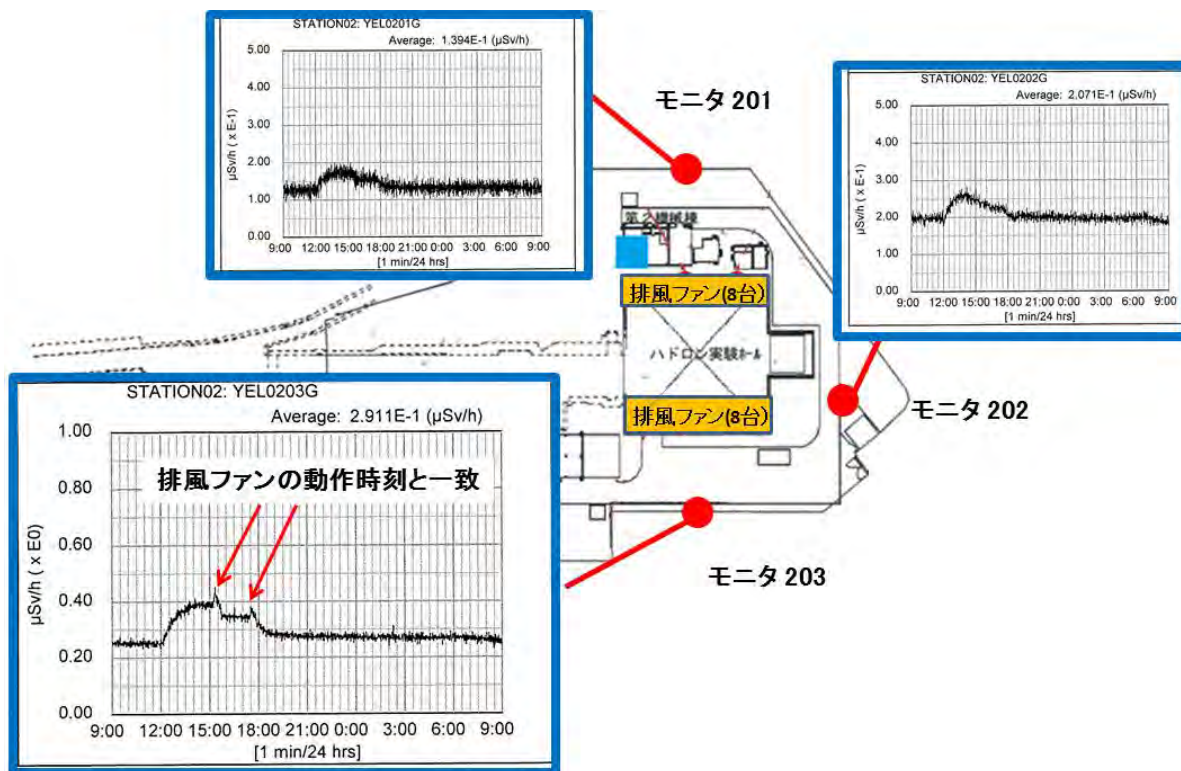 STATION02: YEL0201G
Average: 1.394E-1 (μSv/h)
μSv/h ( x E-1)
5.00
4.00
3.00
2.00
1.00
0.00
9:00 12:00 15:00 18:00 21:00 0:00 3:00 6:00 9:00
[1 min/24 hrs]
モニタ 201
STATION02: YEL0202G
Average: 2.071E-1 (μSv/h)
μSv/h ( x E-1)
5.00
4.00
3.00
2.00
1.00
0.00
9:00 12:00 15:00 18:00 21:00 0:00 3:00 6:00 9:00
[1 min/24 hrs]
第2機械棟
排風ファン(8台)
ハドロン実験ホール
排風ファン(8台)
モニタ 202
STATION02: YEL0203G
Average: 2.911E-1 (μSv/h)
μSv/h ( x E0)
1.00
0.80
0.60
0.40
0.20
0.00
排風ファンの動作時刻と一致
9:00 12:00 15:00 18:00 21:00 0:00 3:00 6:00 9:00
[1 min/24 hrs]
モニタ 203